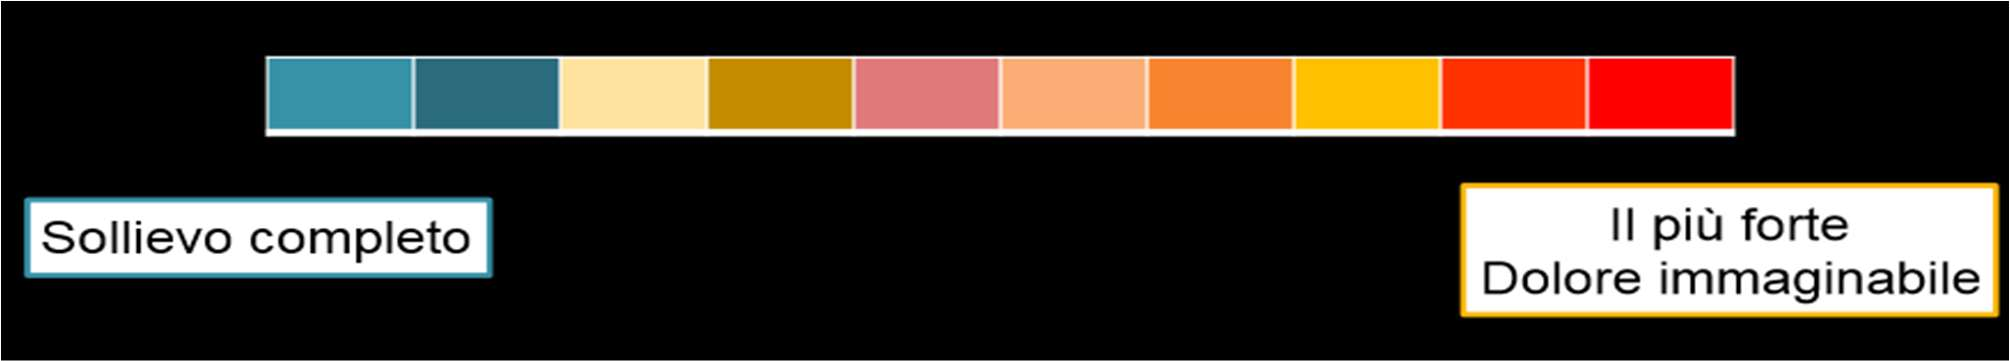 Sollievo completo
Il più forte
Dolore immaginabile